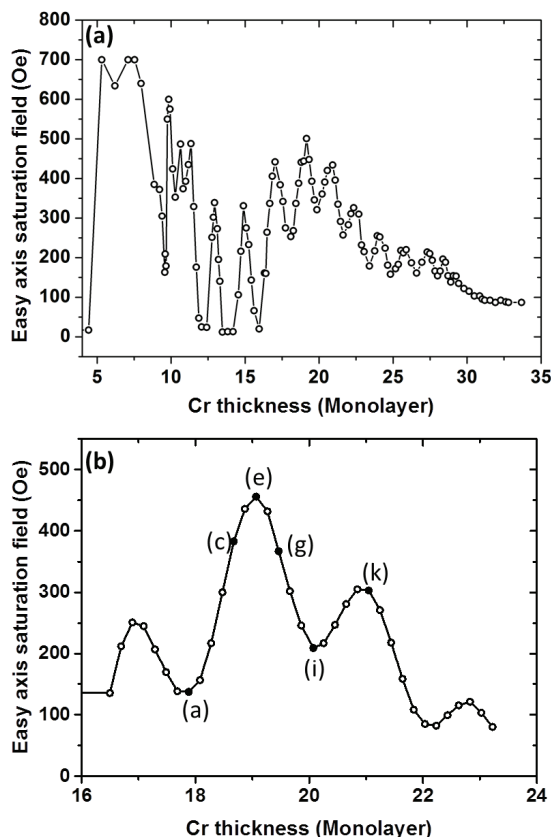 (a)
800
700
600
500
400
300
200
100
0
Easy axis saturation field (Oe)
5 10 15 20 25 30 35
Cr thickness (Monolayer)
(b)
500
400
300
200
100
0
Easy axis saturation field (Oe)
(e)
(c)
(g)
(k)
(i)
(a)
16 18 20 22 24
Cr thickness (Monolayer)